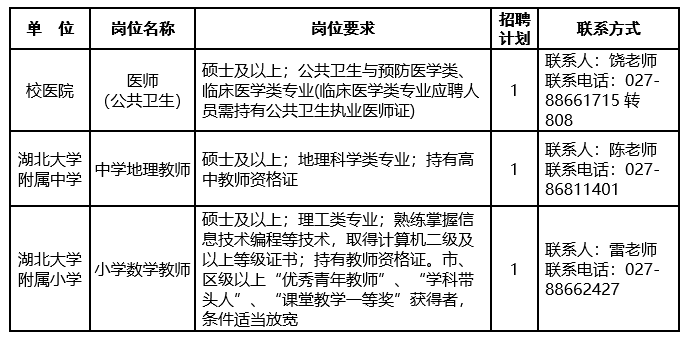 单 位 岗位名称 岗位要求 招聘计划 联系方式
校医院
医师
（公共卫生）
硕士及以上；公共卫生与预防医学类、
临床医学类专业(临床医学类专业应聘人
员需持有公共卫生执业医师证)
1
联系人：饶老师
联系电话：027-
88661715 转
808
湖北大学
附属中学
中学地理教师
硕士及以上；地理科学类专业；持有高
中教师资格证
1
联系人：陈老师
联系电话：027-
86811401
湖北大学
附属小学
小学数学教师
硕士及以上；理工类专业；熟练掌握信
息技术编程等技术，取得计算机二级及
以上等级证书；持有教师资格证。市、
区级以上“优秀青年教师”、“学科带
头人”、“课堂教学一等奖”获得者，
条件适当放宽
1
联系人：雷老师
联系电话：027-
88662427